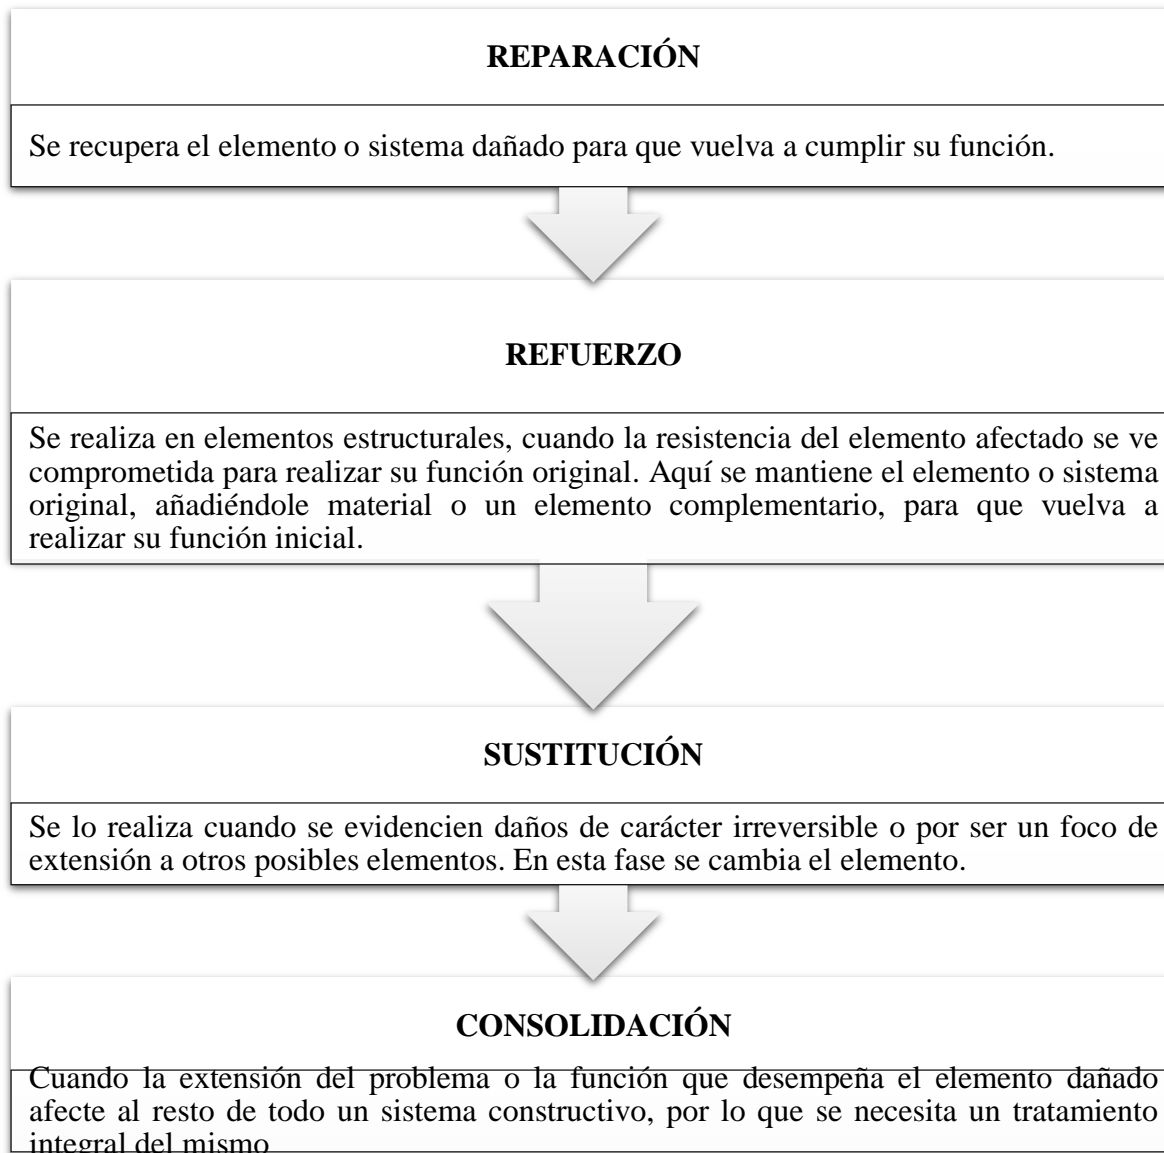 REPARACIÓN
Se recupera el elemento o sistema dañado para que vuelva a cumplir su función.
REFUERZO
Se realiza en elementos estructurales, cuando la resistencia del elemento afectado se ve
comprometida para realizar su función original. Aquí se mantiene el elemento o sistema
original, añadiéndole material o un elemento complementario, para que vuelva a
realizar su función inicial.
SUSTITUCIÓN
Se lo realiza cuando se evidencien daños de carácter irreversible o por ser un foco de
extensión a otros posibles elementos. En esta fase se cambia el elemento.
CONSOLIDACIÓN
Cuando la extensión del problema o la función que desempeña el elemento dañado
afecte al resto de todo un sistema constructivo, por lo que se necesita un tratamiento
integral del mismo